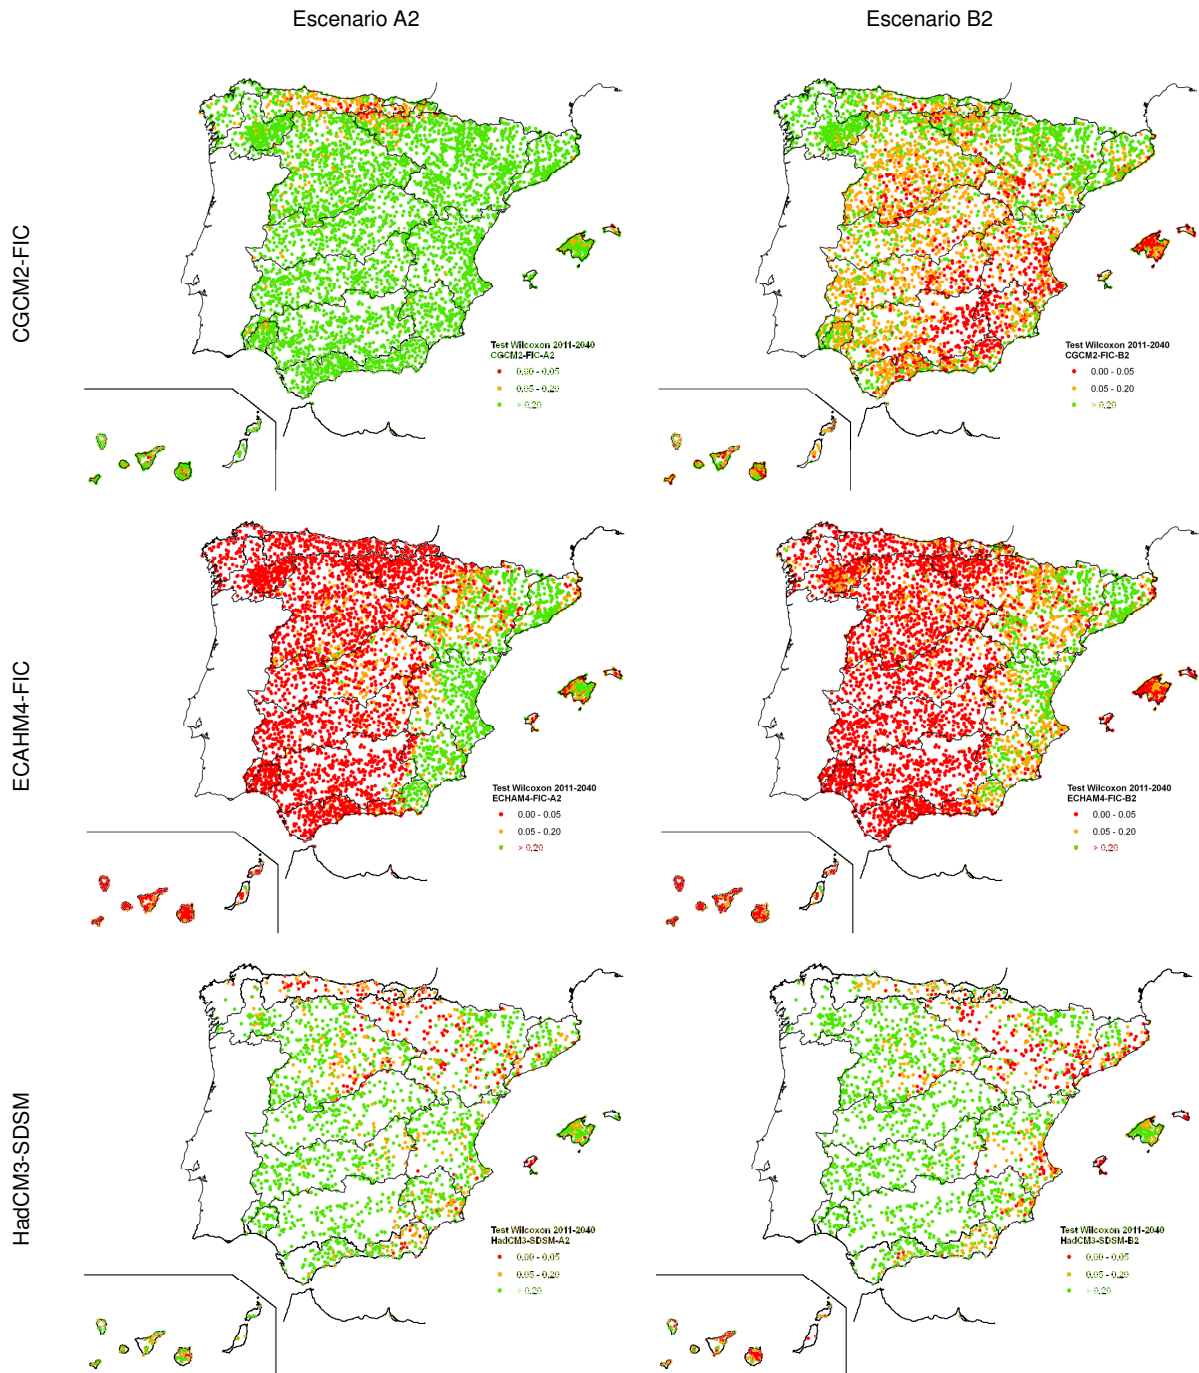 Escenario A2
Escenario B2
CGCM2-FIC
Test Wilcoxon 2011-2040
CGCM2-FIC-A2
0.00 - 0.05
0.05 - 0.20
> 0.20
Test Wilcoxon 2011-2040
CGCM2-FIC-B2
0.00 - 0.05
0.05 - 0.20
> 0.20
ECAHM4-FIC
Test Wilcoxon 2011-2040
ECHAM4-FIC-A2
0.00 - 0.05
0.05 - 0.20
> 0.20
Test Wilcoxon 2011-2040
ECHAM4-FIC-B2
0.00 - 0.05
0.05 - 0.20
> 0.20
HadCM3-SDSM
Test Wilcoxon 2011-2040
HadCM3-SDSM-A2
0.00 - 0.05
0.05 - 0.20
> 0.20
Test Wilcoxon 2011-2040
HadCM3-SDSM-B2
0.00 - 0.05
0.05 - 0.20
> 0.20